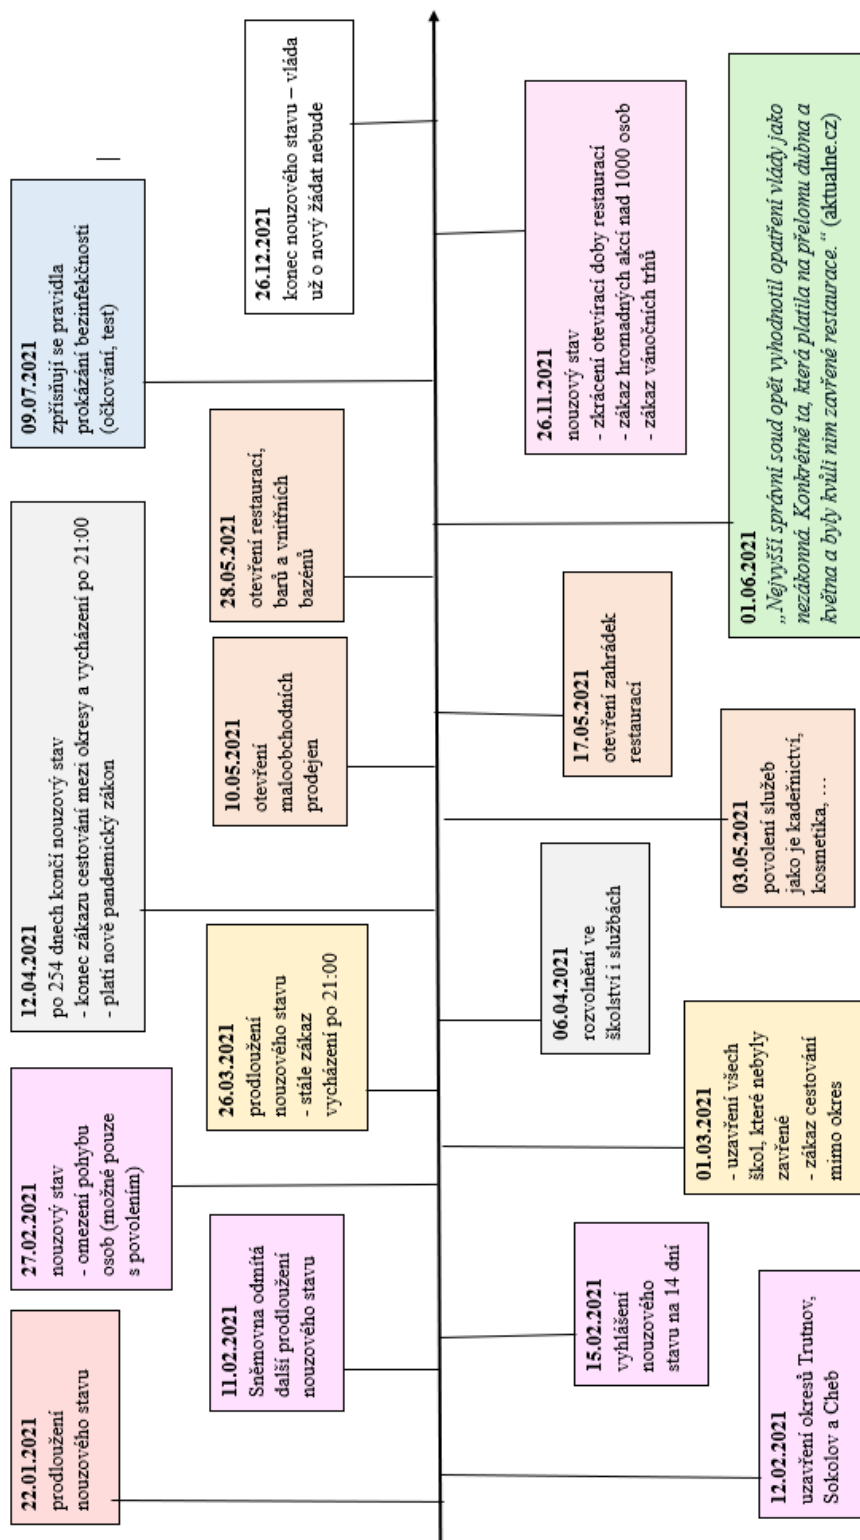 22.01.2021
prodloužení
nouzového stavu
27.02.2021
nouzový stav
- omezení pohybu
osob (možné pouze
s povolením)
12.04.2021
po 254 dnech končí nouzový stav
- konec zákazu cestování mezi okresy a vycházení po 21:00
- platí nově pandemický zákon
09.07.2021
zpřísňují se pravidla
prokázání bezinfekčnosti
(očkování, test)
11.02.2021
Sněmovna odmítá
další prodloužení
nouzového stavu
26.03.2021
prodloužení
nouzového stavu
- stále zákaz
vycházení po 21:00
10.05.2021
otevření
maloobchodních
prodejen
28.05.2021
otevření restaurací,
barů a vnitřních
bazénů
26.12.2021
konec nouzového stavu – vláda
už o nový žádat nebude
15.02.2021
vyhlášení
nouzového
stavu na 14 dní
06.04.2021
rozvolnění ve
školství i službách
17.05.2021
otevření zahrádek
restaurací
26.11.2021
nouzový stav
- zkrácení otevírací doby restaurací
- zákaz hromadných akcí nad 1000 osob
- zákaz vánočních trhů
12.02.2021
uzavření okresů Trutnov,
Sokolov a Cheb
01.03.2021
- uzavření všech
škol, které nebyly
zavřené
- zákaz cestování
mimo okres
03.05.2021
povolení služeb
jako je kadeřnictví,
kosmetika, …
01.06.2021
„Nejvyšší správní soud opět vyhodnotil opatření vlády jako
nezákonná. Konkrétně ta, která platila na přelomu dubna a
května a byly kvůli nim zavřené restaurace.“ (aktualne.cz)